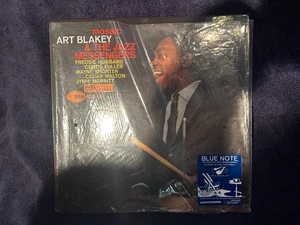 mosaic
ART BLAKEY
& THE JAZZ
MESSENGERS
FREDDIE HUBBARD
CURTIS FULLER
WAYNE SHORTER
CEDAR WALTON
JYMIE MERRITT
BLUE NOTE